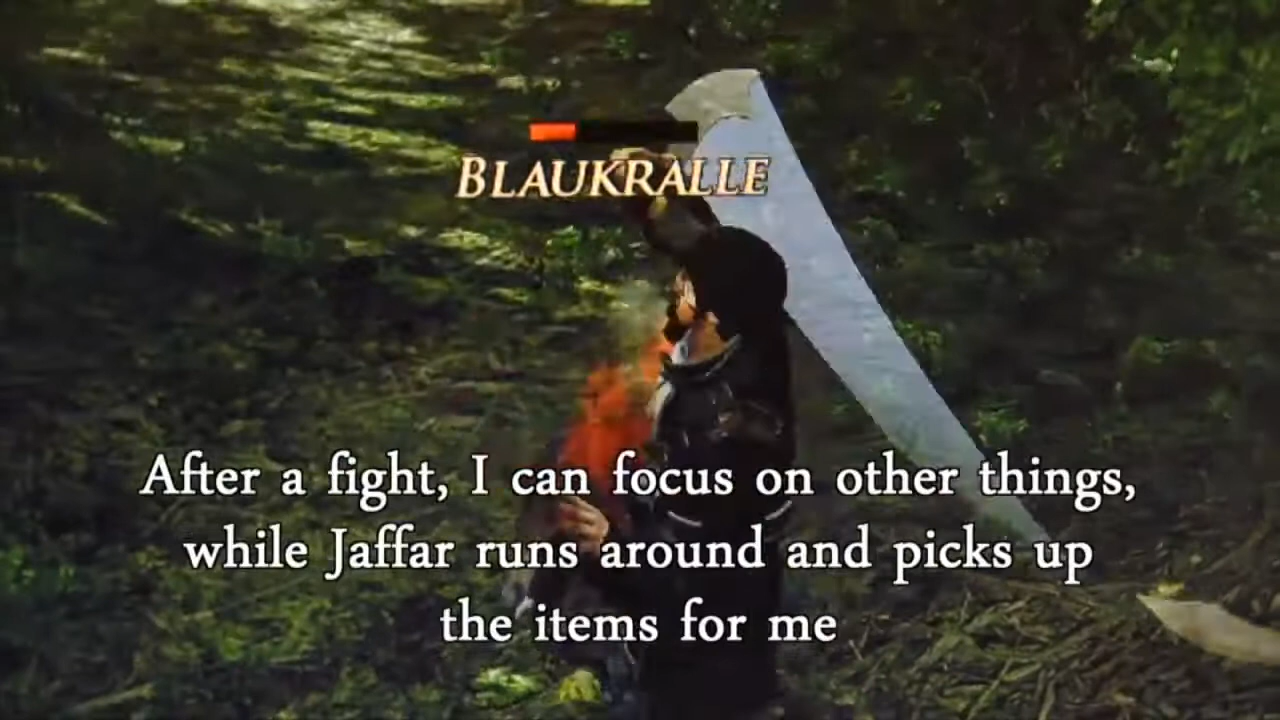 BLAUKRALLE
After a fight, I can focus on other things,
while Jaffar runs around and picks up
the items for me